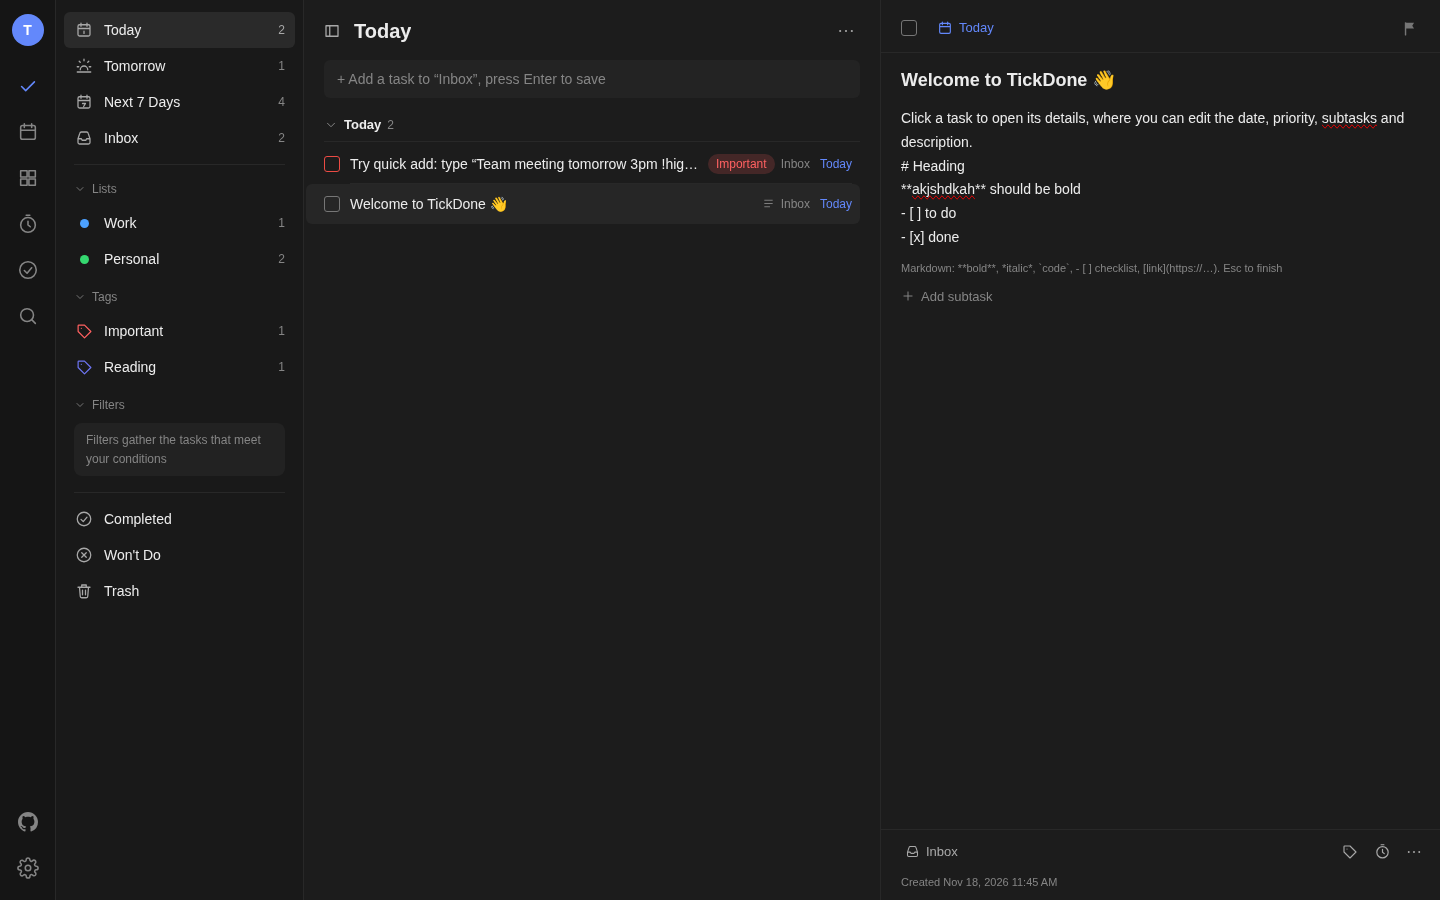 T
Today 2
Tomorrow 1
Next 7 Days 4
Inbox 2
Lists
Work 1
Personal 2
Tags
Important 1
Reading 1
Filters
Filters gather the tasks that meet
your conditions
Completed
Won't Do
Trash
Today
+ Add a task to “Inbox”, press Enter to save
Today 2
Try quick add: type “Team meeting tomorrow 3pm !hig… Important Inbox Today
Welcome to TickDone 👋 Inbox Today
Today
Welcome to TickDone 👋
Click a task to open its details, where you can edit the date, priority, subtasks and
description.
# Heading
**akjshdkah** should be bold
- [ ] to do
- [x] done
Markdown: **bold**, *italic*, `code`, - [ ] checklist, [link](https://…). Esc to finish
Add subtask
Inbox
Created Nov 18, 2026 11:45 AM